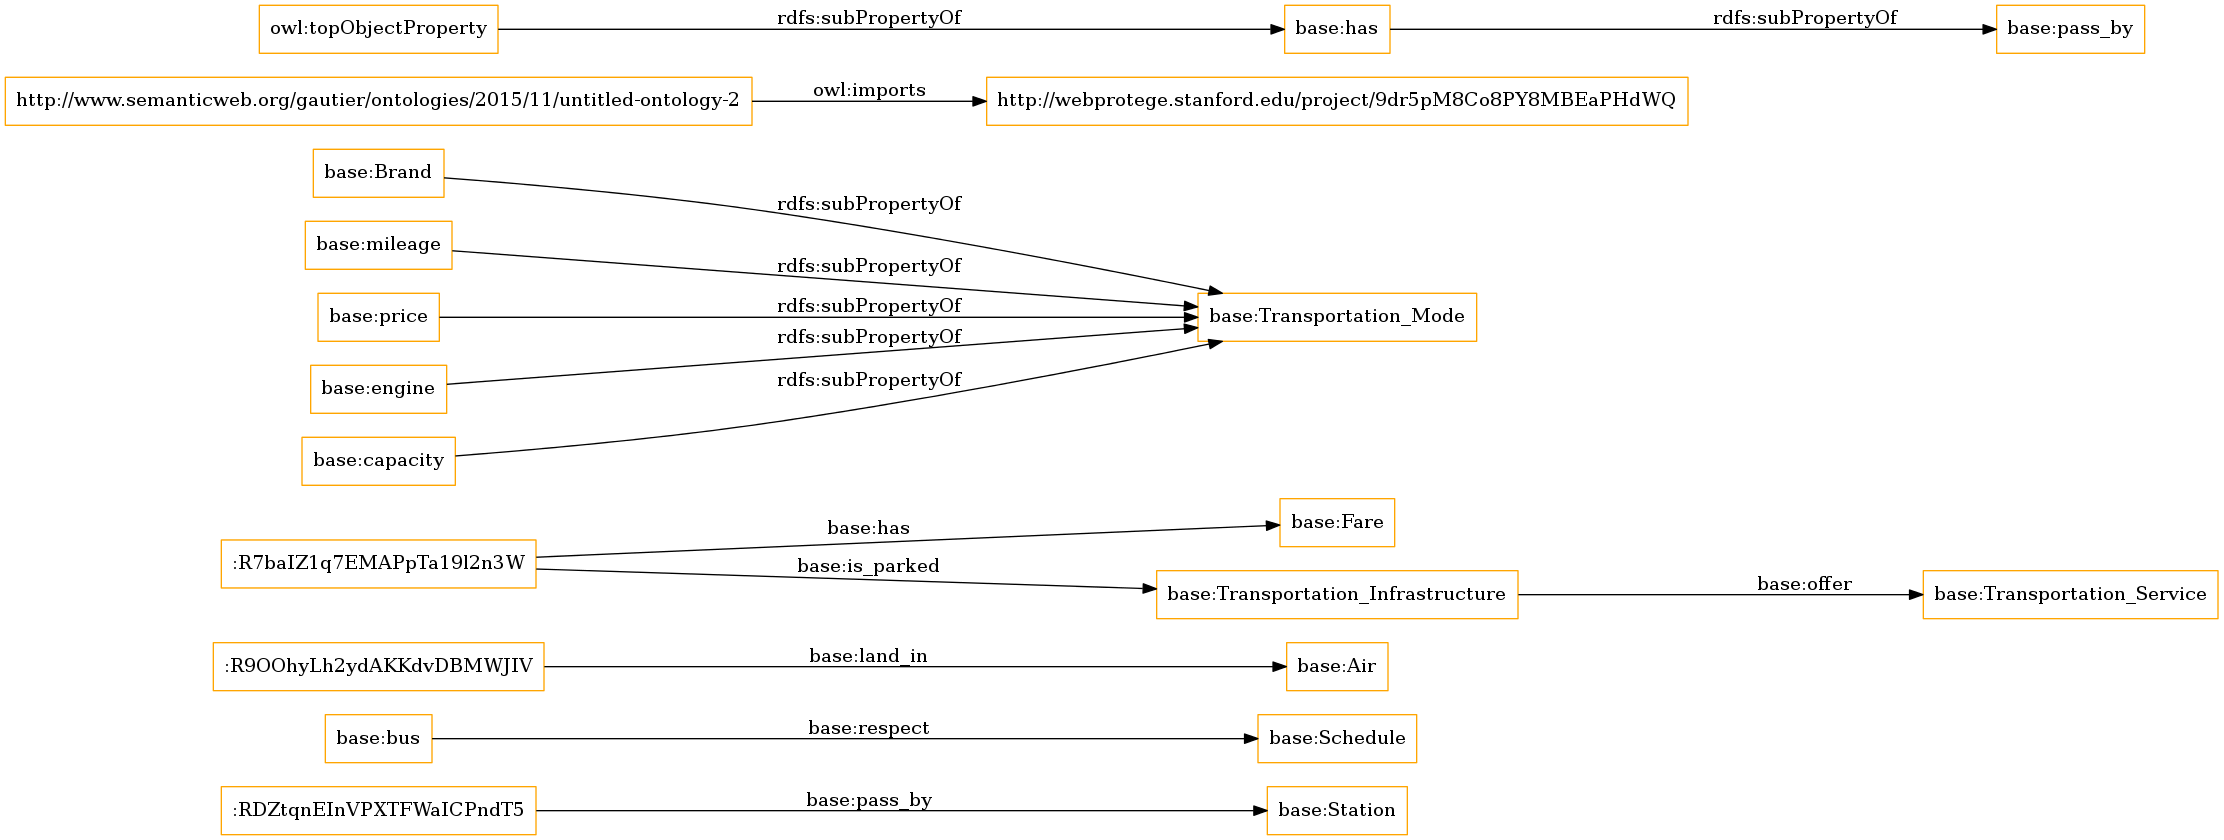 owl:topObjectProperty rdfs:subPropertyOf base:has rdfs:subPropertyOf base:pass_by
http://www.semanticweb.org/gautier/ontologies/2015/11/untitled-ontology-2 owl:imports http://webprotege.stanford.edu/project/9dr5pM8Co8PY8MBEaPHdWQ
base:Brand
rdfs:subPropertyOf
base:mileage
rdfs:subPropertyOf
base:price
rdfs:subPropertyOf
base:Transportation_Mode
rdfs:subPropertyOf
base:engine
rdfs:subPropertyOf
base:capacity
base:has
base:Fare
:R7baIZ1q7EMAPpTa19l2n3W
base:is_parked
base:Transportation_Infrastructure
base:offer
base:Transportation_Service
:R9OOhyLh2ydAKKdvDBMWJIV
base:land_in
base:Air
base:bus
base:respect
base:Schedule
:RDZtqnEInVPXTFWaICPndT5
base:pass_by
base:Station